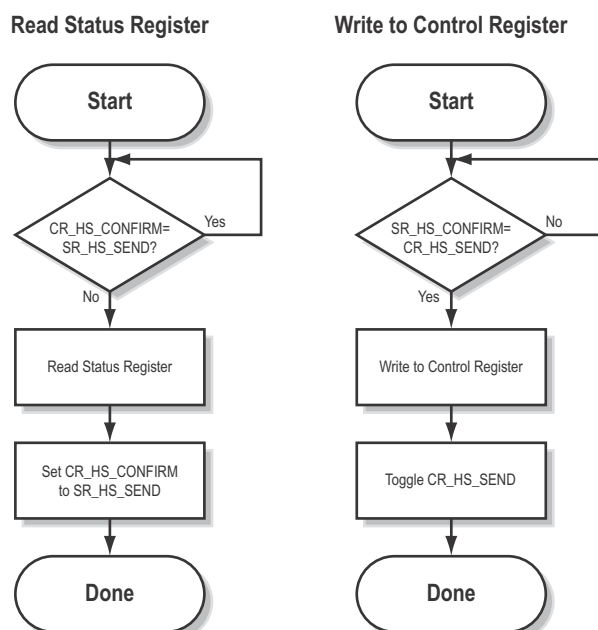 Read Status Register
Start
CR_HS_CONFIRM=
SR_HS_SEND?
Yes
No
Read Status Register
Set CR_HS_CONFIRM
to SR_HS_SEND
Done
Write to Control Register
Start
SR_HS_CONFIRM=
CR_HS_SEND?
No
Yes
Write to Control Register
Toggle CR_HS_SEND
Done